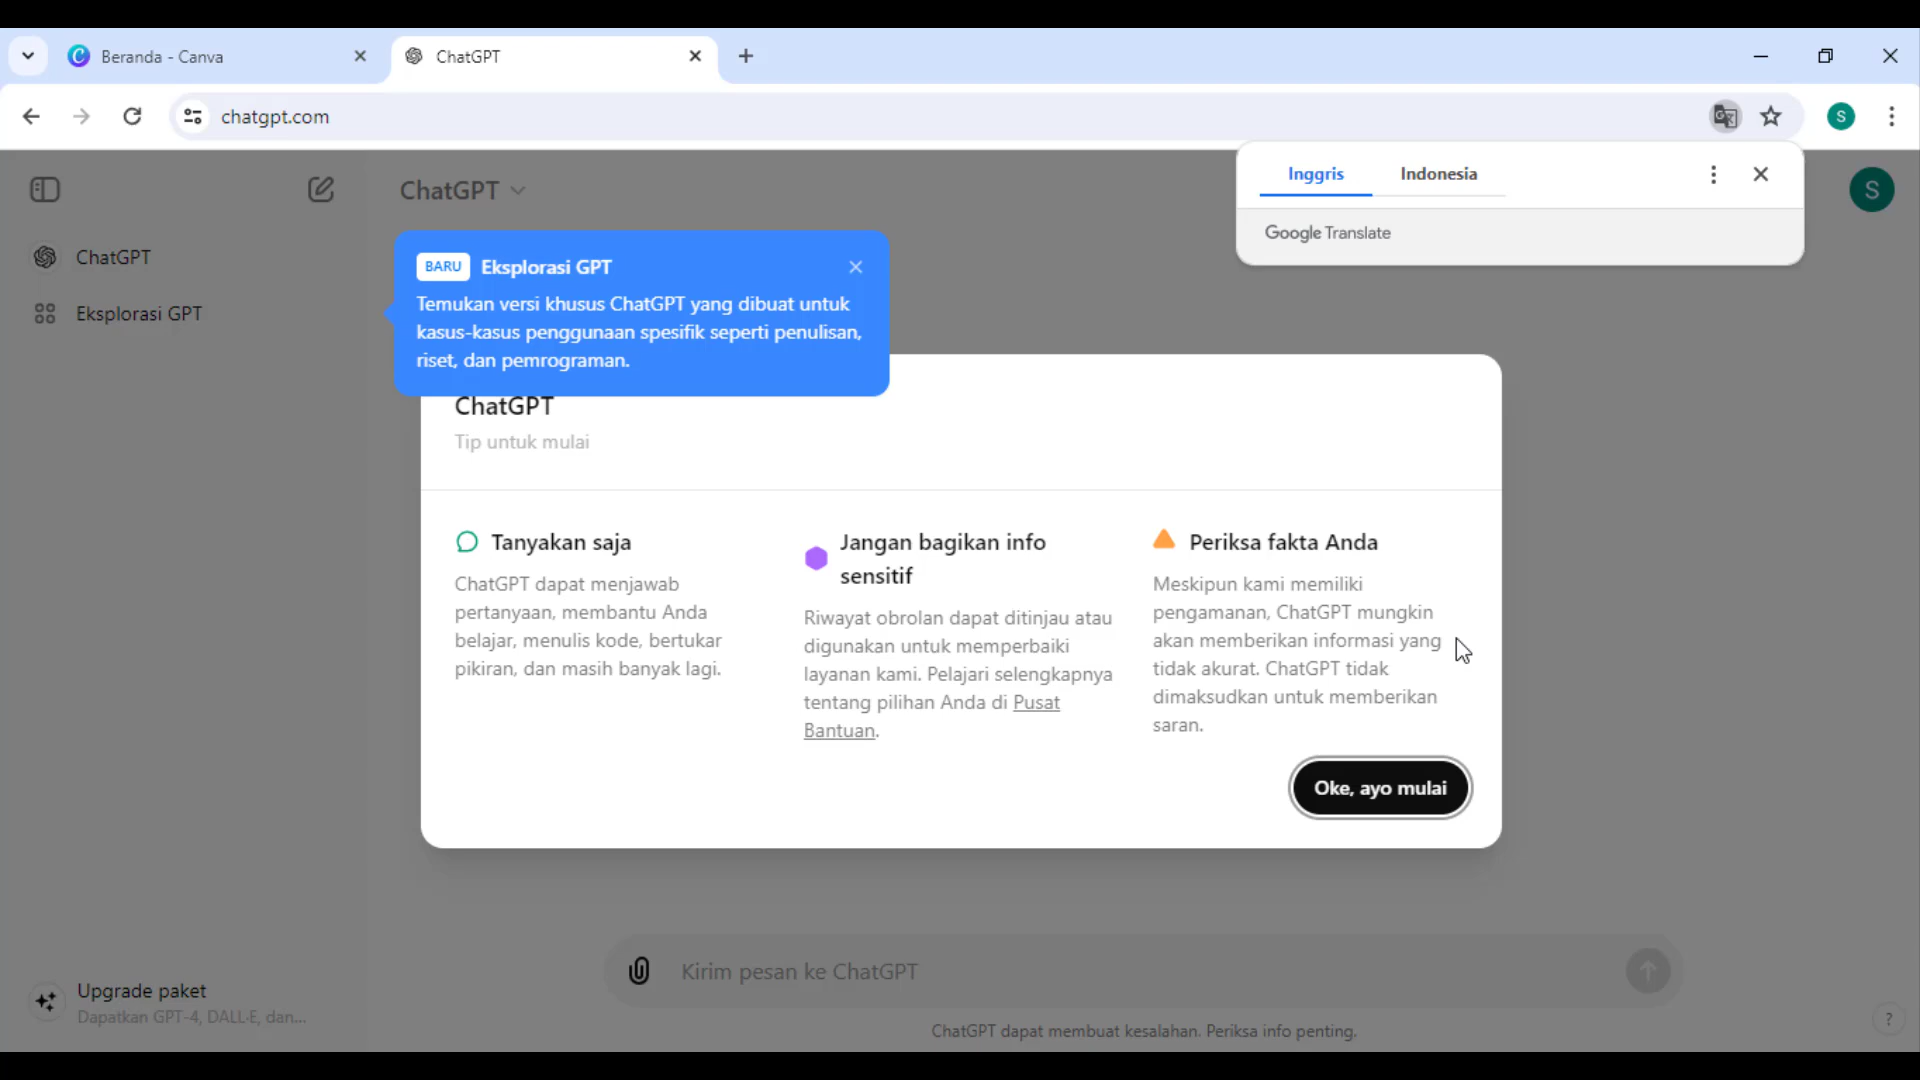 Beranda - Canva
ChatGPT
chatgpt.com
S
Inggris
Indonesia
Google Translate
S
ChatGPT
ChatGPT
Eksplorasi GPT
BARU Eksplorasi GPT
Temukan versi khusus ChatGPT yang dibuat untuk
kasus-kasus penggunaan spesifik seperti penulisan,
riset, dan pemrograman.
ChatGPT
Tip untuk mulai
Tanyakan saja
ChatGPT dapat menjawab
pertanyaan, membantu Anda
belajar, menulis kode, bertukar
pikiran, dan masih banyak lagi.
Jangan bagikan info
sensitif
Riwayat obrolan dapat ditinjau atau
digunakan untuk memperbaiki
layanan kami. Pelajari selengkapnya
tentang pilihan Anda di Pusat
Bantuan.
Periksa fakta Anda
Meskipun kami memiliki
pengamanan, ChatGPT mungkin
akan memberikan informasi yang
tidak akurat. ChatGPT tidak
dimaksudkan untuk memberikan
saran.
Oke, ayo mulai
Kirim pesan ke ChatGPT
Upgrade paket
Dapatkan GPT-4, DALL·E, dan...
ChatGPT dapat membuat kesalahan. Periksa info penting.
?